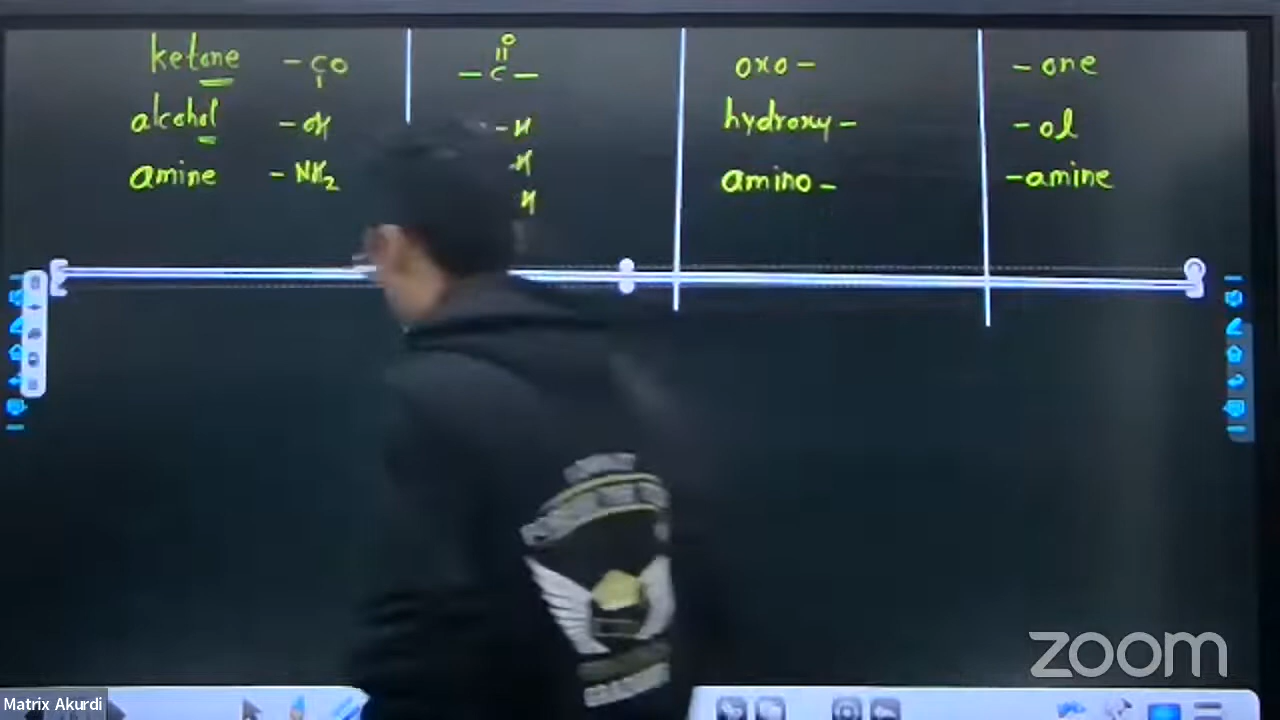 ketone -CO O -C- oxo- -one
alcohol -OH -H hydroxy- -ol
amine -NH2 H amino- -amine
H
zoom
Matrix Akurdi